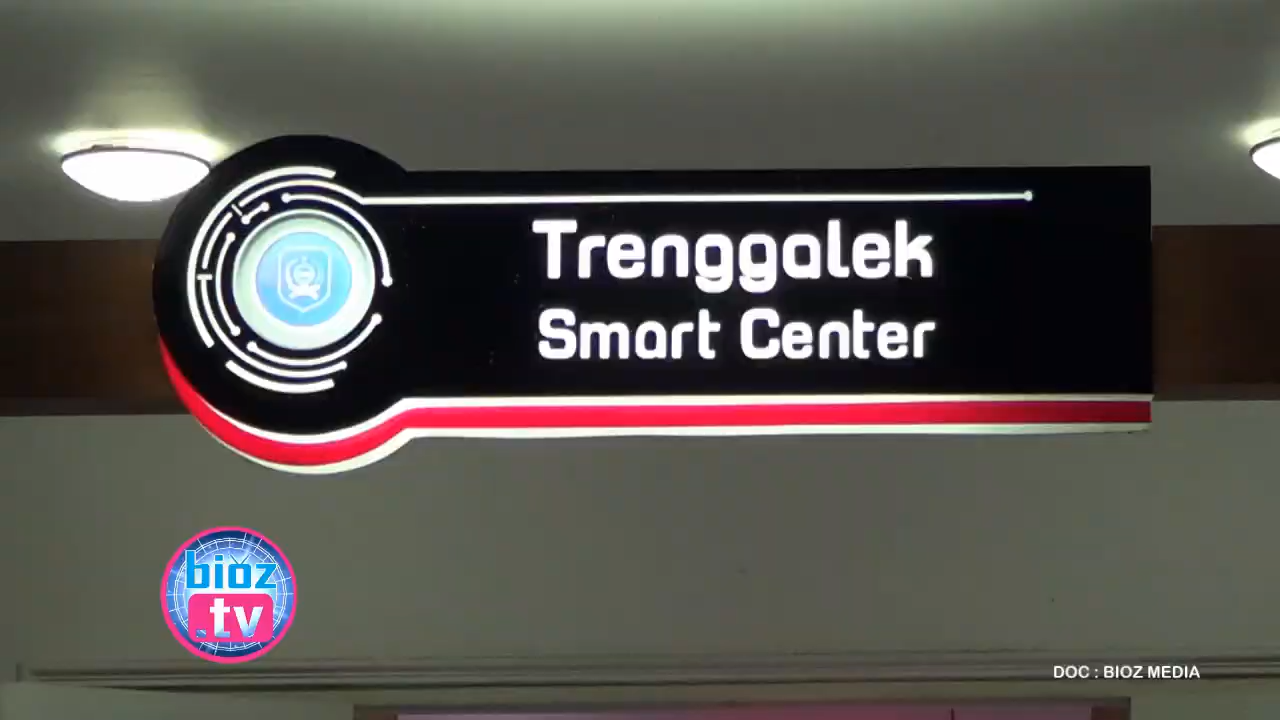 Trenggalek
Smart Center
bioz
.tv
DOC : BIOZ MEDIA